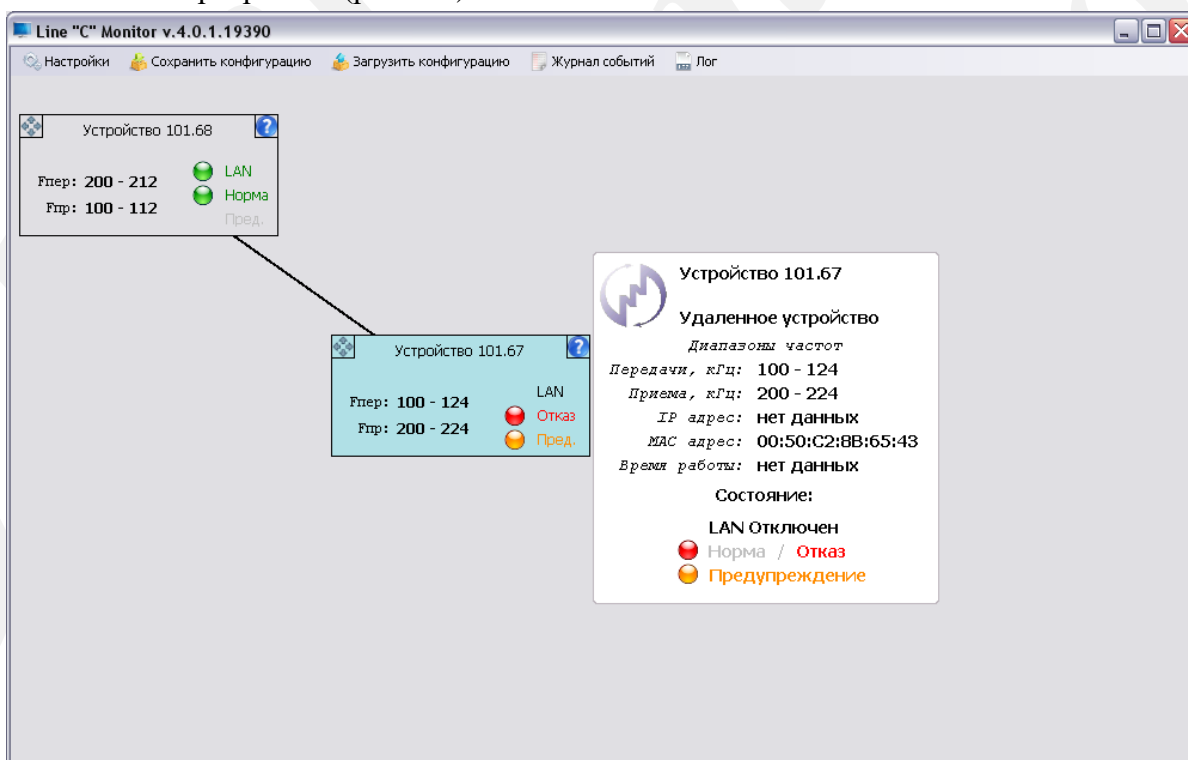 Line "C" Monitor v.4.0.1.19390
Настройки Сохранить конфигурацию Загрузить конфигурацию Журнал событий Лог
Устройство 101.68
Fпер: 200 - 212
Fпр: 100 - 112
LAN
Норма
Пред.
Устройство 101.67
Fпер: 100 - 124
Fпр: 200 - 224
LAN
Отказ
Пред.
Устройство 101.67
Удаленное устройство
Диапазоны частот
Передачи, кГц: 100 - 124
Приема, кГц: 200 - 224
IP адрес: нет данных
MAC адрес: 00:50:C2:8B:65:43
Время работы: нет данных
Состояние:
LAN Отключен
Норма / Отказ
Предупреждение